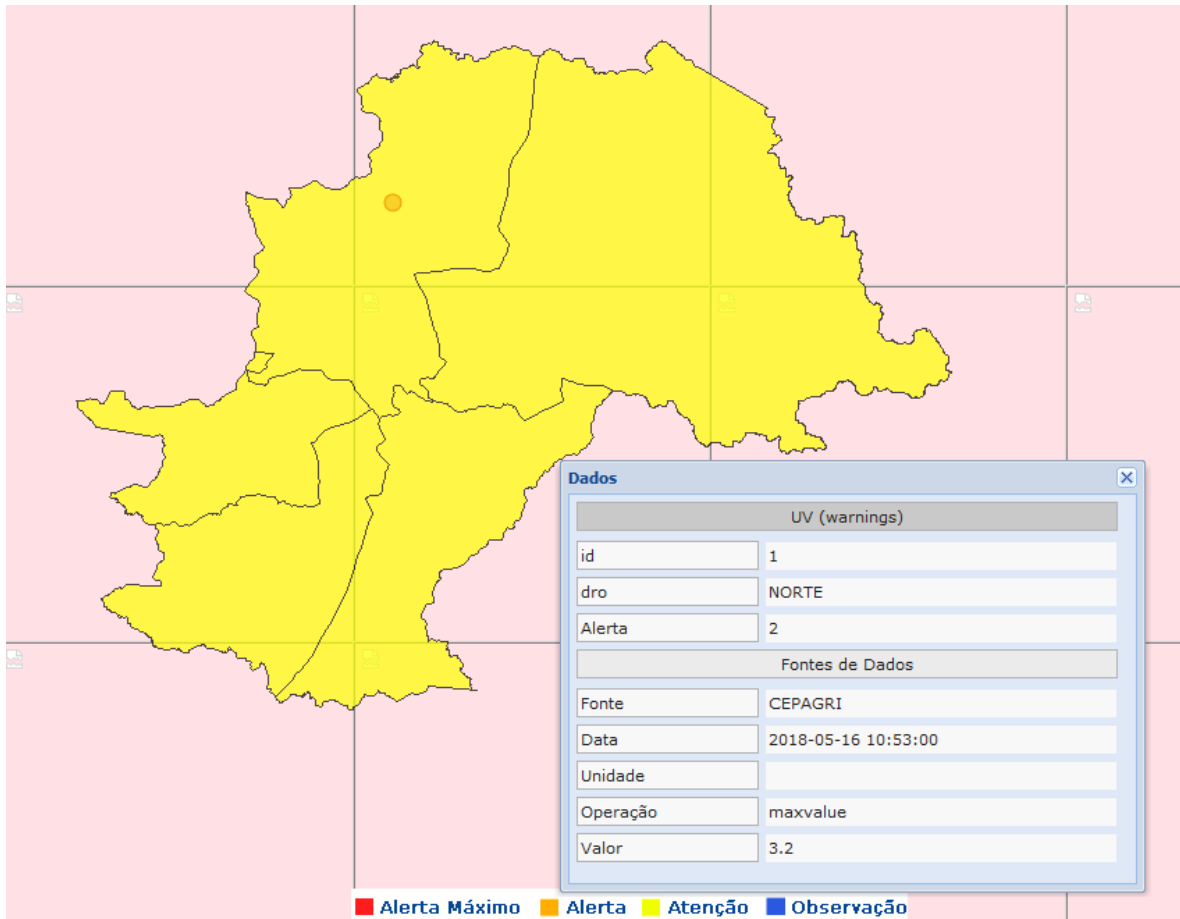 Dados
UV (warnings)
id 1
dro NORTE
Alerta 2
Fontes de Dados
Fonte CEPAGRI
Data 2018-05-16 10:53:00
Unidade
Operação maxvalue
Valor 3.2
Alerta Máximo Alerta Atenção Observação